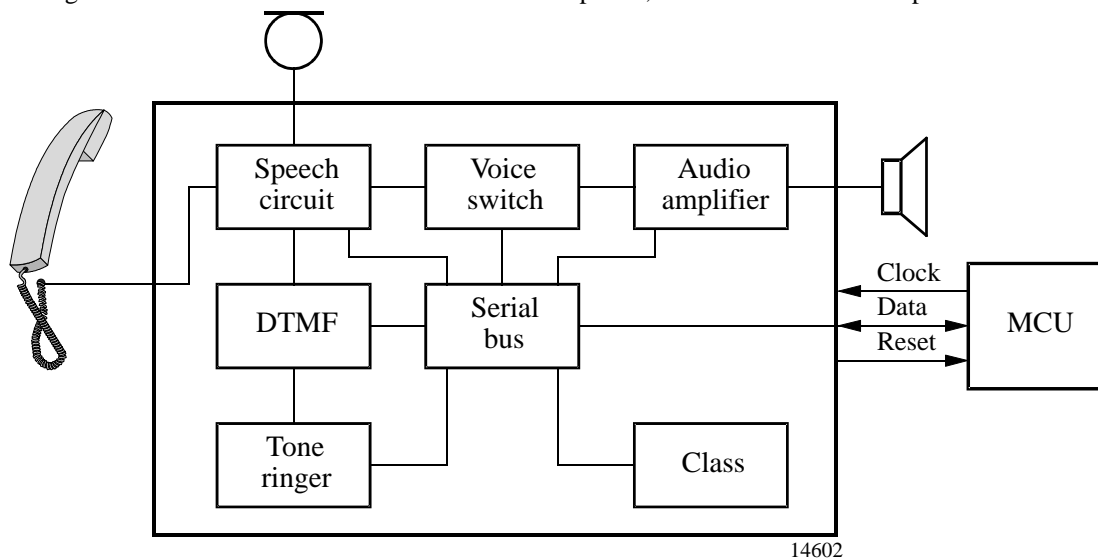 Speech
circuit
Voice
switch
Audio
amplifier
Clock
Data
Reset
MCU
DTMF
Serial
bus
Tone
ringer
Class
14602